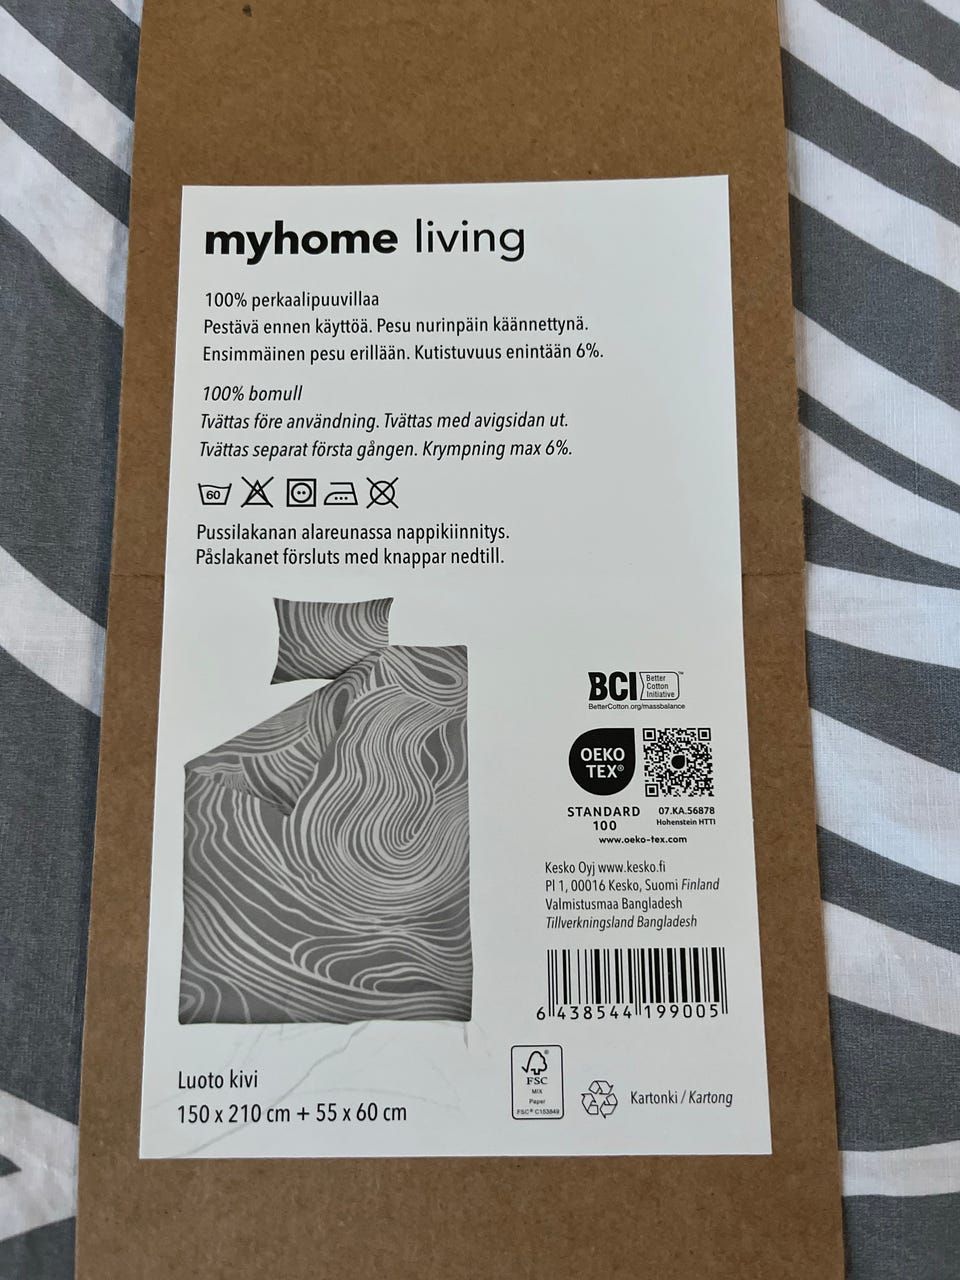 myhome living
100% perkaalipuuvillaa
Pestävä ennen käyttöä. Pesu nurinpäin käännettynä.
Ensimmäinen pesu erillään. Kutistuvuus enintään 6%.
100% bomull
Tvättas före användning. Tvättas med avigsidan ut.
Tvättas separat första gången. Krympning max 6%.
60
Pussilakanan alareunassa nappikiinnitys.
Påslakanet försluts med knappar nedtill.
BCI Better Cotton Initiative™
BetterCotton.org/massbalance
OEKO
TEX®
STANDARD
100
07.KA.56878
Hohenstein HTTI
www.oeko-tex.com
Kesko Oyj www.kesko.fi
Pl 1, 00016 Kesko, Suomi Finland
Valmistusmaa Bangladesh
Tillverkningsland Bangladesh
6 438544 199005
Luoto kivi
150 x 210 cm + 55 x 60 cm
®
FSC
MIX
Paper
FSC® C153849
Kartonki / Kartong